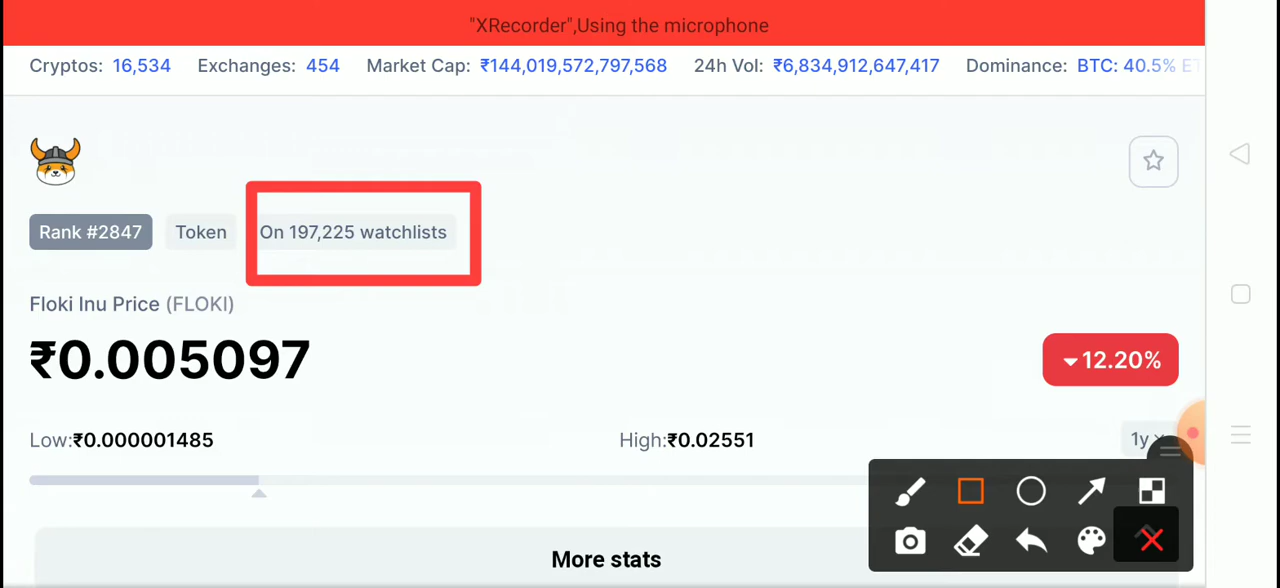 "XRecorder",Using the microphone
Cryptos: 16,534 Exchanges: 454 Market Cap: ₹144,019,572,797,568 24h Vol: ₹6,834,912,647,417 Dominance: BTC: 40.5% ET
Rank #2847 Token On 197,225 watchlists
Floki Inu Price (FLOKI)
₹0.005097 12.20%
Low:₹0.000001485 High:₹0.02551 1y
More stats